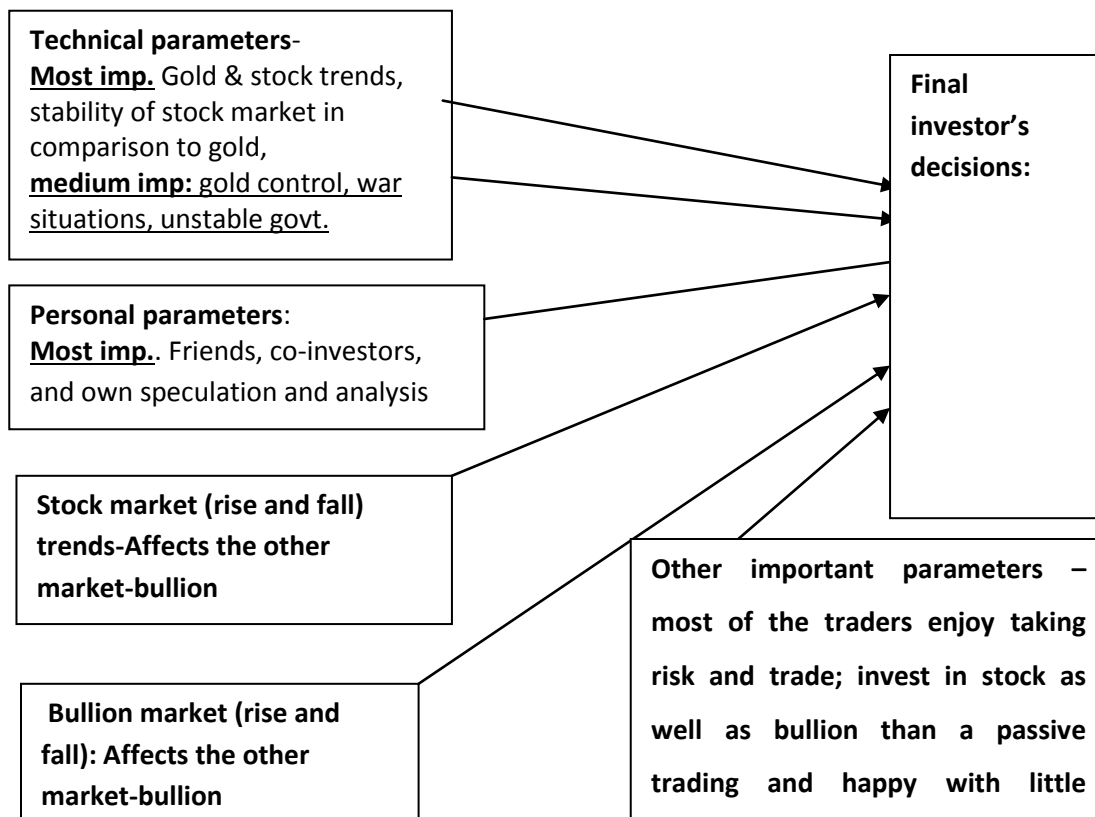 Technical parameters-
Most imp. Gold & stock trends,
stability of stock market in
comparison to gold,
medium imp: gold control, war
situations, unstable govt.
Final
investor's
decisions:
Personal parameters:
Most imp.. Friends, co-investors,
and own speculation and analysis
Stock market (rise and fall)
trends-Affects the other
market-bullion
Other important parameters –
most of the traders enjoy taking
risk and trade; invest in stock as
well as bullion than a passive
trading and happy with little
Bullion market (rise and
fall): Affects the other
market-bullion